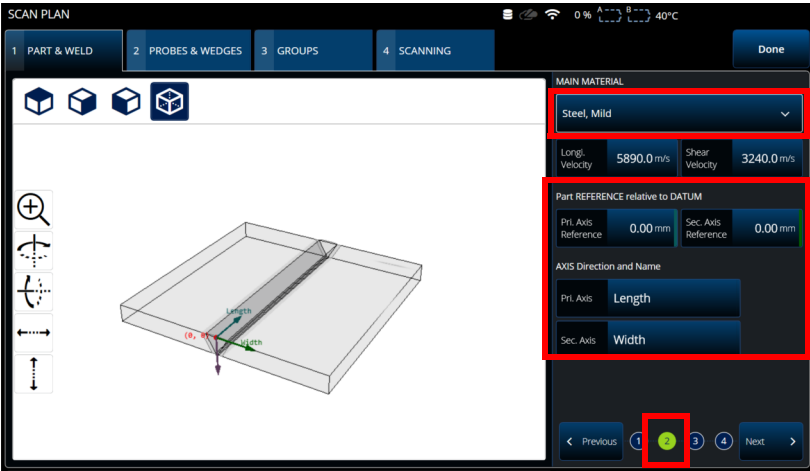 SCAN PLAN
0 % A B 40°C
1 PART & WELD 2 PROBES & WEDGES 3 GROUPS 4 SCANNING Done
MAIN MATERIAL
Steel, Mild
Longi. Velocity 5890.0 m/s Shear Velocity 3240.0 m/s
Part REFERENCE relative to DATUM
Pri. Axis Reference 0.00 mm Sec. Axis Reference 0.00 mm
AXIS Direction and Name
Pri. Axis Length
Sec. Axis Width
Length
(0, 0)
Width
Previous 1 2 3 4 Next